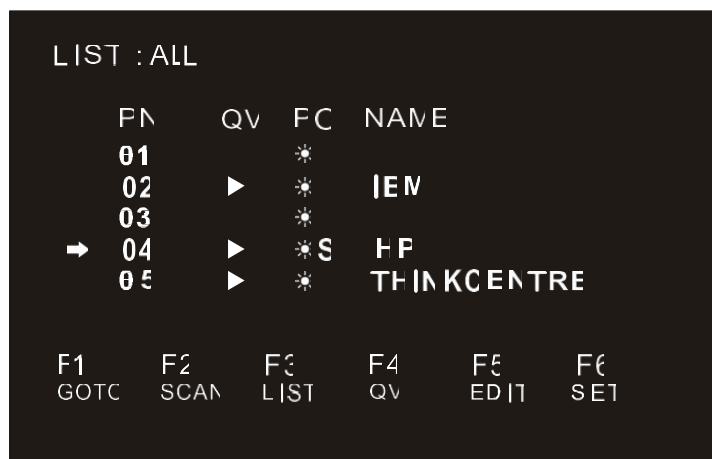 LIST : ALL
PN QV PC NAME
01
02 IBM
03
04 S HP
05 THINKCENTRE
F1 F2 F3 F4 F5 F6
GOTO SCAN LIST QV EDIT SET